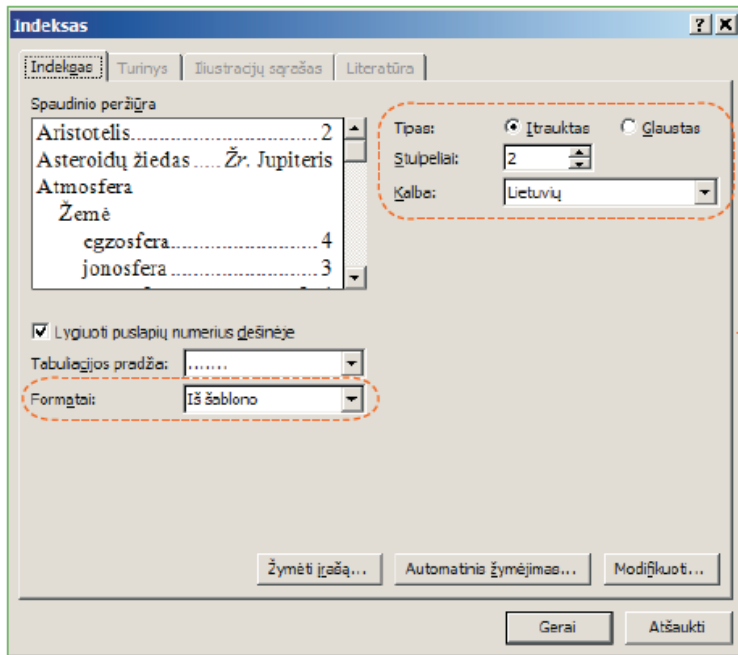 Indeksas
Indeksas Turinys Iliustracijų sąrašas Literatūra
Spaudinio peržiūra
Aristotelis 2
Asteroidų žiedas ..... Žr. Jupiteris
Atmosfera
Žemė
egzosfera 4
jonosfera 3
Tipas: Įtrauktas Glaustas
Stulpeliai: 2
Kalba: Lietuvių
Lygiuoti puslapių numerius dešinėje
Tabuliacijos pradžia: .......
Formatai: Iš šablono
Žymėti įrašą... Automatinis žymėjimas... Modifikuoti...
Gerai Atšaukti